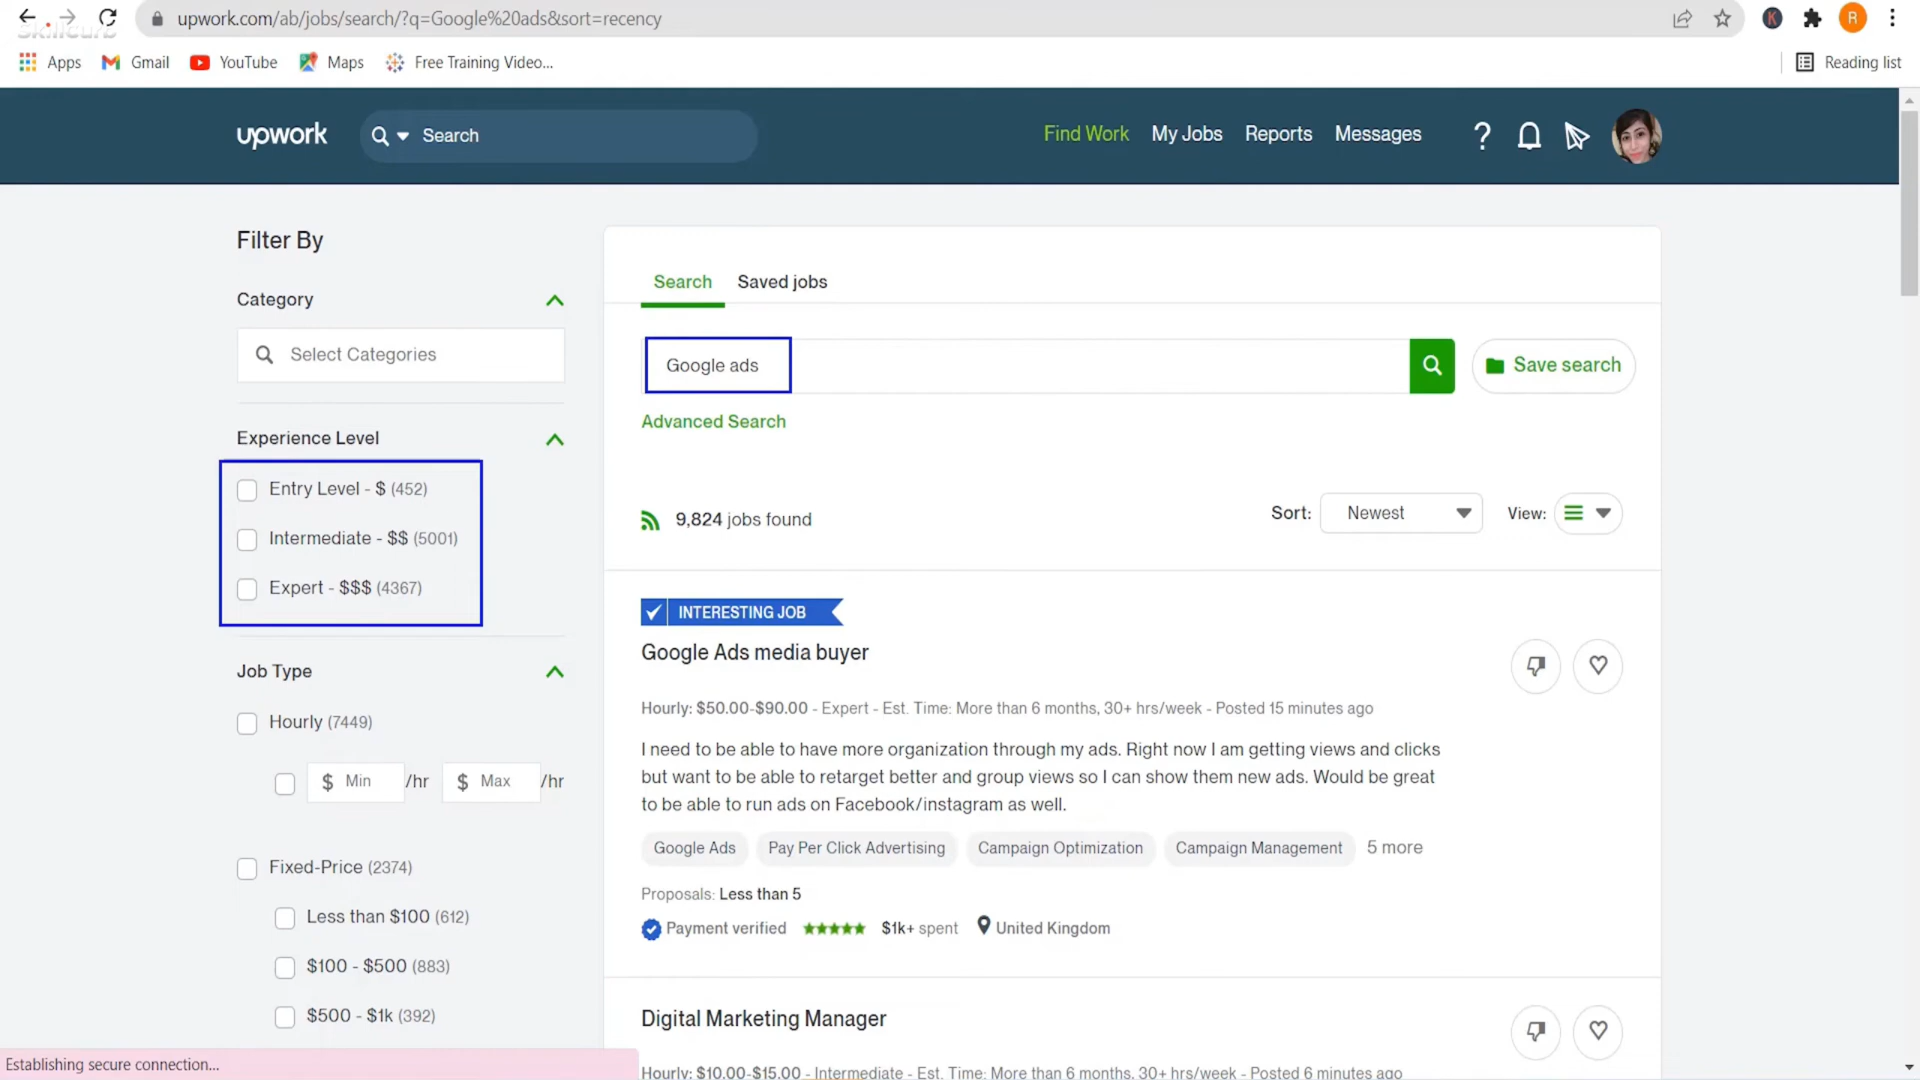 upwork.com/ab/jobs/search/?q=Google%20ads&sort=recency
R
Apps Gmail YouTube Maps Free Training Video... Reading list
upwork Search Find Work My Jobs Reports Messages
Filter By
Category
Select Categories
Experience Level
Entry Level - $ (452)
Intermediate - $$ (5001)
Expert - $$$ (4367)
Job Type
Hourly (7449)
$ Min /hr $ Max /hr
Fixed-Price (2374)
Less than $100 (612)
$100 - $500 (883)
$500 - $1k (392)
Search Saved jobs
Google ads Save search
Advanced Search
9,824 jobs found Sort: Newest View:
INTERESTING JOB
Google Ads media buyer
Hourly: $50.00-$90.00 - Expert - Est. Time: More than 6 months, 30+ hrs/week - Posted 15 minutes ago
I need to be able to have more organization through my ads. Right now I am getting views and clicks
but want to be able to retarget better and group views so I can show them new ads. Would be great
to be able to run ads on Facebook/instagram as well.
Google Ads Pay Per Click Advertising Campaign Optimization Campaign Management 5 more
Proposals: Less than 5
Payment verified $1k+ spent United Kingdom
Digital Marketing Manager
Hourly: $10.00-$15.00 - Intermediate - Est. Time: More than 6 months, 30+ hrs/week - Posted 6 minutes ago
Establishing secure connection...